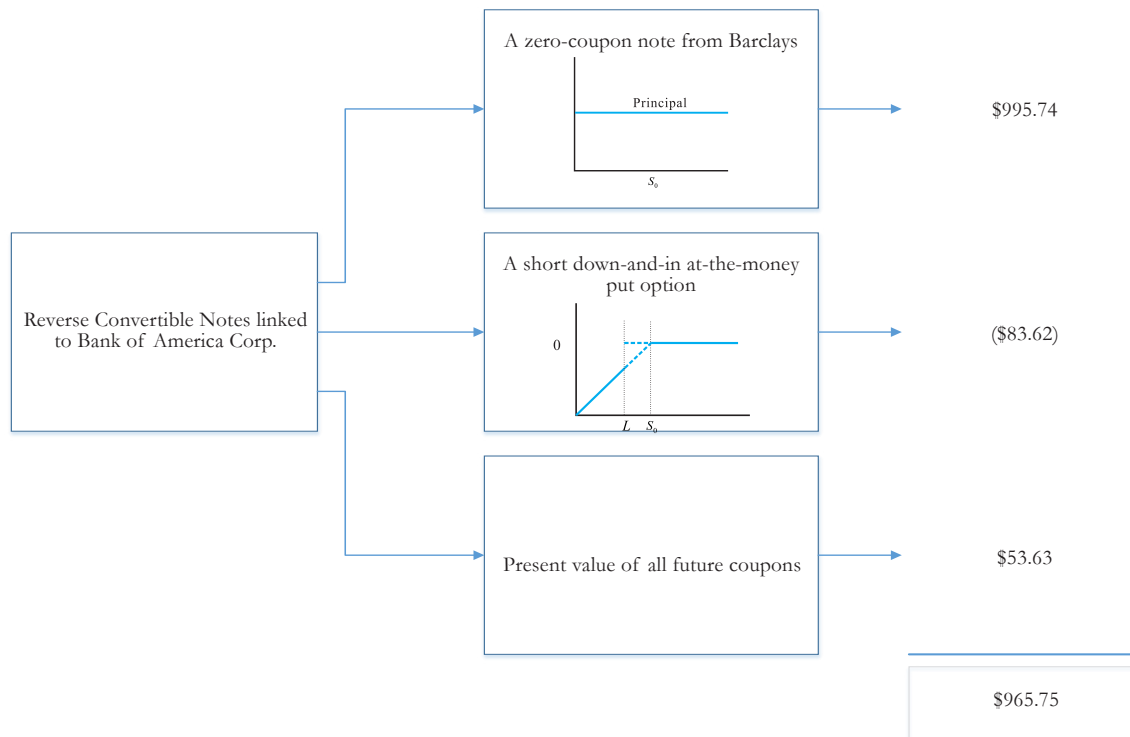 A zero-coupon note from Barclays
Principal
S₀
$995.74
Reverse Convertible Notes linked
to Bank of America Corp.
A short down-and-in at-the-money
put option
0
L S₀
($83.62)
Present value of all future coupons
$53.63
$965.75